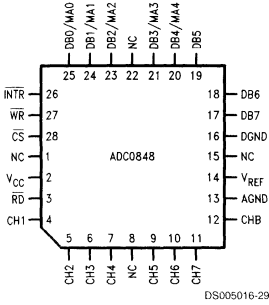 DB0/MA0 DB1/MA1 DB2/MA2 NC DB3/MA3 DB4/MA4 DB5
25 24 23 22 21 20 19
INTR 26 18 DB6
WR 27 17 DB7
CS 28 16 DGND
NC 1 ADC0848 15 NC
VCC 2 14 VREF
RD 3 13 AGND
CH1 4 12 CH8
5 6 7 8 9 10 11
CH2 CH3 CH4 NC CH5 CH6 CH7
DS005016-29